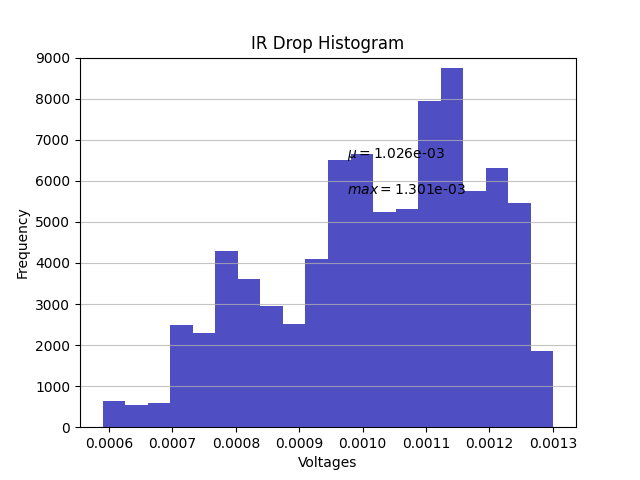 IR Drop Histogram
9000
8000
7000
6000
5000
4000
3000
2000
1000
0
Frequency
μ = 1.026e-03
max = 1.301e-03
0.0006 0.0007 0.0008 0.0009 0.0010 0.0011 0.0012 0.0013
Voltages